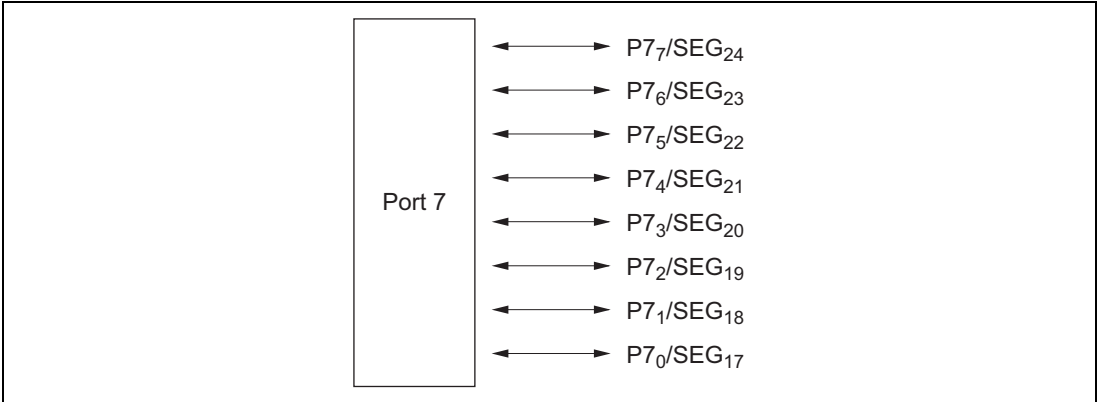 Port 7
P7₇/SEG₂₄
P7₆/SEG₂₃
P7₅/SEG₂₂
P7₄/SEG₂₁
P7₃/SEG₂₀
P7₂/SEG₁₉
P7₁/SEG₁₈
P7₀/SEG₁₇